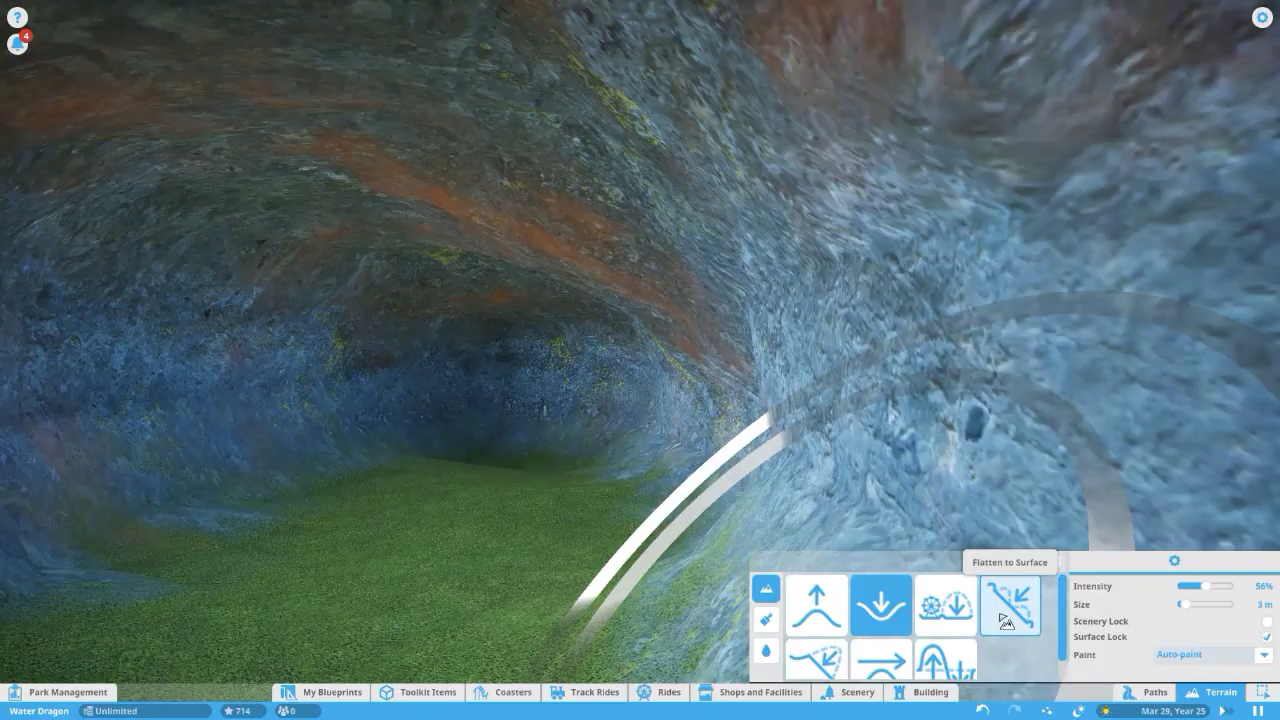 ?
4
Flatten to Surface
Intensity 56%
Size 3 m
Scenery Lock
Surface Lock
Paint Auto-paint
Park Management My Blueprints Toolkit Items Coasters Track Rides Rides Shops and Facilities Scenery Building Paths Terrain
Water Dragon Unlimited 714 0 Mar 29, Year 25